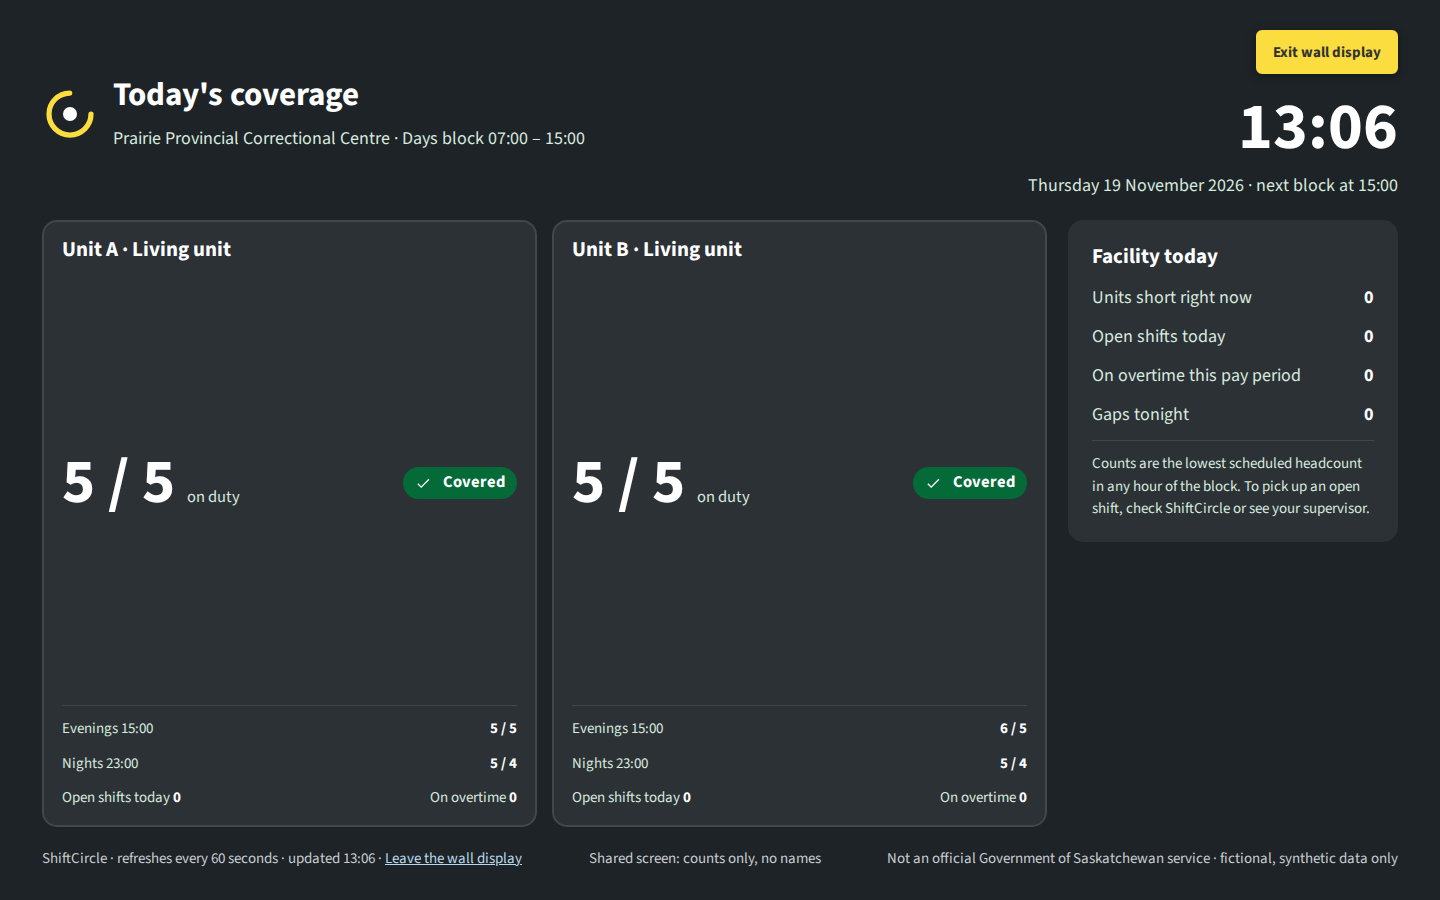 Exit wall display
Today's coverage
Prairie Provincial Correctional Centre · Days block 07:00 – 15:00
13:06
Thursday 19 November 2026 · next block at 15:00
Unit A · Living unit
5 / 5 on duty
Covered
Evenings 15:00 5 / 5
Nights 23:00 5 / 4
Open shifts today 0 On overtime 0
Unit B · Living unit
5 / 5 on duty
Covered
Evenings 15:00 6 / 5
Nights 23:00 5 / 4
Open shifts today 0 On overtime 0
Facility today
Units short right now 0
Open shifts today 0
On overtime this pay period 0
Gaps tonight 0
Counts are the lowest scheduled headcount
in any hour of the block. To pick up an open
shift, check ShiftCircle or see your supervisor.
ShiftCircle · refreshes every 60 seconds · updated 13:06 · Leave the wall display
Shared screen: counts only, no names
Not an official Government of Saskatchewan service · fictional, synthetic data only